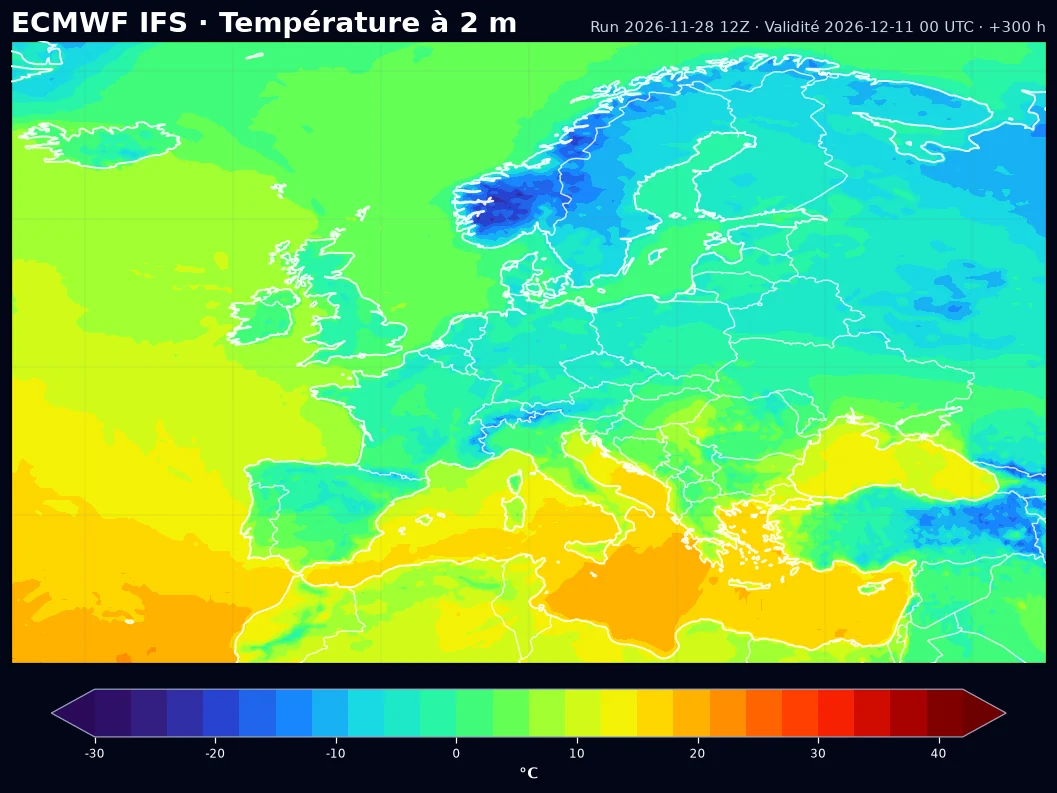 ECMWF IFS · Température à 2 m
Run 2026-11-28 12Z · Validité 2026-12-11 00 UTC · +300 h
-30 -20 -10 0 10 20 30 40
°C